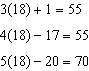 3(18) + 1 = 55
4(18) − 17 = 55
5(18) − 20 = 70